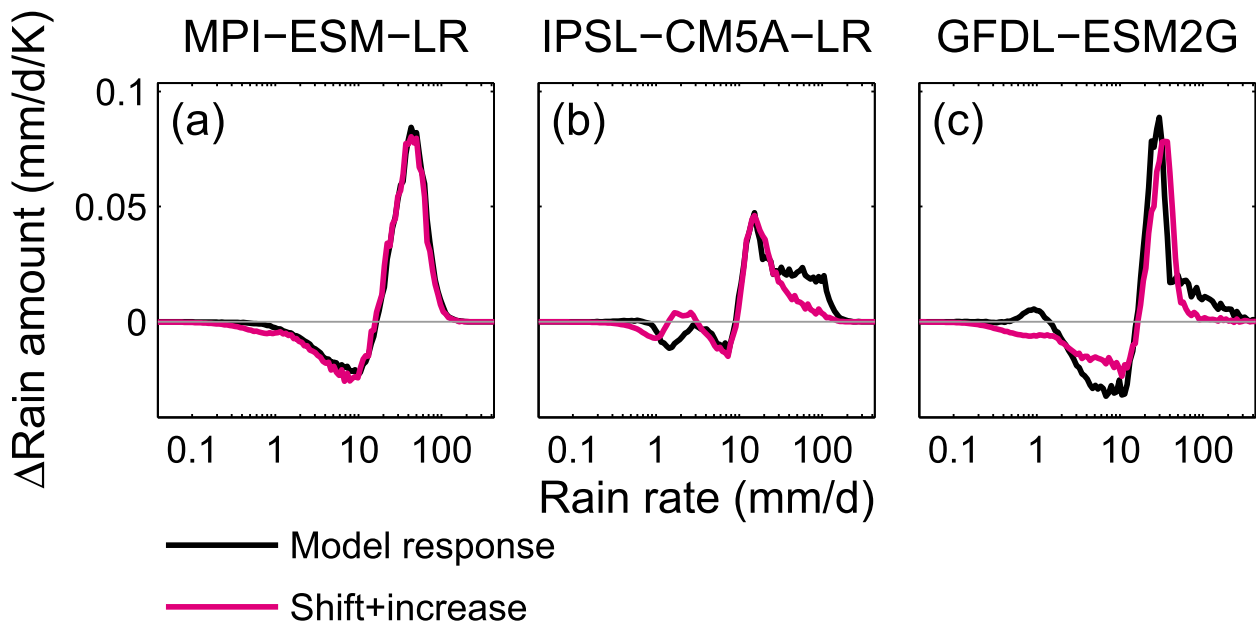 MPI−ESM−LR IPSL−CM5A−LR GFDL−ESM2G
(a) (b) (c)
ΔRain amount (mm/d/K)
0.1
0.05
0
0.1 1 10 100 0.1 1 10 100 0.1 1 10 100
Rain rate (mm/d)
Model response
Shift+increase